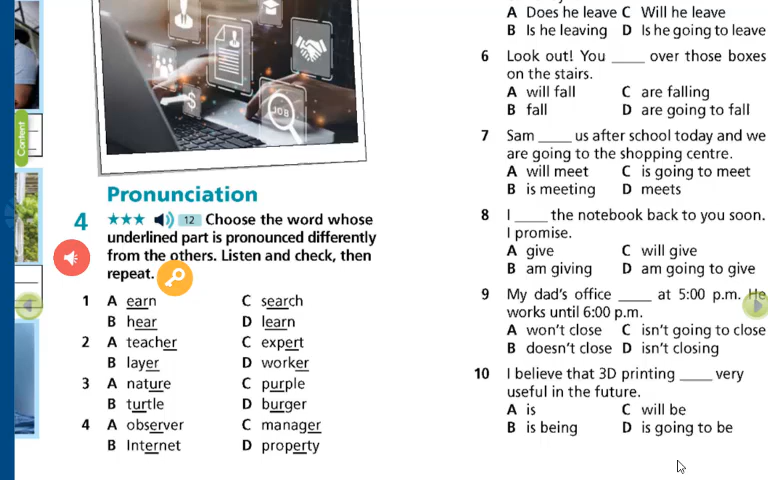 JOB
Content
Pronunciation
4 ★★★ 12 Choose the word whose
underlined part is pronounced differently
from the others. Listen and check, then
repeat.
1 A earn C search
B hear D learn
2 A teacher C expert
B layer D worker
3 A nature C purple
B turtle D burger
4 A observer C manager
B Internet D property
A Does he leave C Will he leave
B Is he leaving D Is he going to leave
6 Look out! You ____ over those boxes
on the stairs.
A will fall C are falling
B fall D are going to fall
7 Sam ____ us after school today and we
are going to the shopping centre.
A will meet C is going to meet
B is meeting D meets
8 I ____ the notebook back to you soon.
I promise.
A give C will give
B am giving D am going to give
9 My dad's office ____ at 5:00 p.m. He
works until 6:00 p.m.
A won't close C isn't going to close
B doesn't close D isn't closing
10 I believe that 3D printing ____ very
useful in the future.
A is C will be
B is being D is going to be